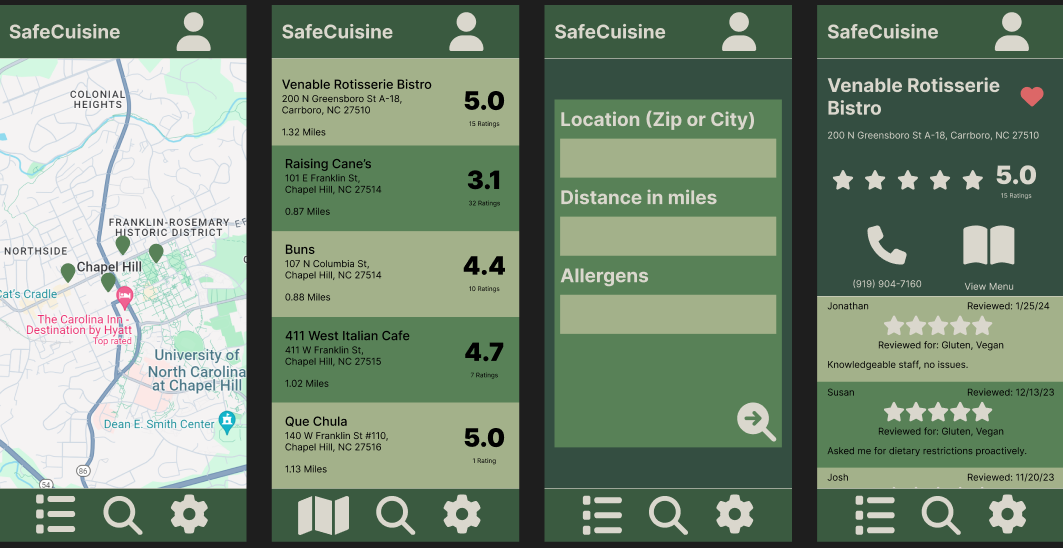 SafeCuisine
COLONIAL
HEIGHTS
FRANKLIN-ROSEMARY
HISTORIC DISTRICT
NORTHSIDE
Chapel Hill
Cat's Cradle
The Carolina Inn -
Destination by Hyatt
Top rated
University of
North Carolina
at Chapel Hill
Dean E. Smith Center
86
54
SafeCuisine
Venable Rotisserie Bistro
200 N Greensboro St A-18,
Carrboro, NC 27510
1.32 Miles
5.0
15 Ratings
Raising Cane's
101 E Franklin St,
Chapel Hill, NC 27514
0.87 Miles
3.1
32 Ratings
Buns
107 N Columbia St,
Chapel Hill, NC 27514
0.88 Miles
4.4
10 Ratings
411 West Italian Cafe
411 W Franklin St,
Chapel Hill, NC 27515
1.02 Miles
4.7
7 Ratings
Que Chula
140 W Franklin St #110,
Chapel Hill, NC 27516
1.13 Miles
5.0
1 Rating
SafeCuisine
Location (Zip or City)
Distance in miles
Allergens
SafeCuisine
Venable Rotisserie
Bistro
200 N Greensboro St A-18, Carrboro, NC 27510
5.0
15 Ratings
(919) 904-7160
View Menu
Jonathan Reviewed: 1/25/24
Reviewed for: Gluten, Vegan
Knowledgeable staff, no issues.
Susan Reviewed: 12/13/23
Reviewed for: Gluten, Vegan
Asked me for dietary restrictions proactively.
Josh Reviewed: 11/20/23